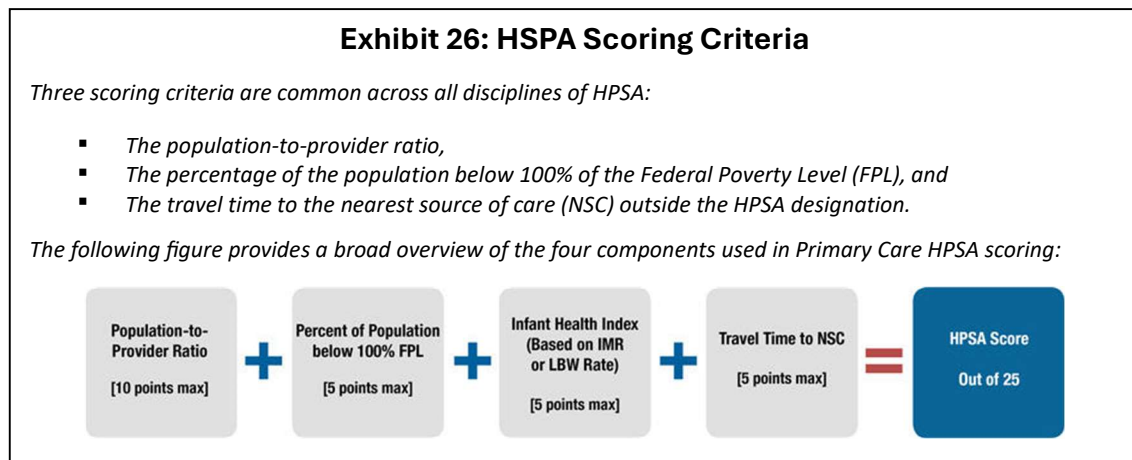 Exhibit 26: HSPA Scoring Criteria
Three scoring criteria are common across all disciplines of HPSA:
▪ The population-to-provider ratio,
▪ The percentage of the population below 100% of the Federal Poverty Level (FPL), and
▪ The travel time to the nearest source of care (NSC) outside the HPSA designation.
The following figure provides a broad overview of the four components used in Primary Care HPSA scoring:
Population-to-
Provider Ratio
[10 points max]
+
Percent of Population
below 100% FPL
[5 points max]
+
Infant Health Index
(Based on IMR
or LBW Rate)
[5 points max]
+
Travel Time to NSC
[5 points max]
=
HPSA Score
Out of 25